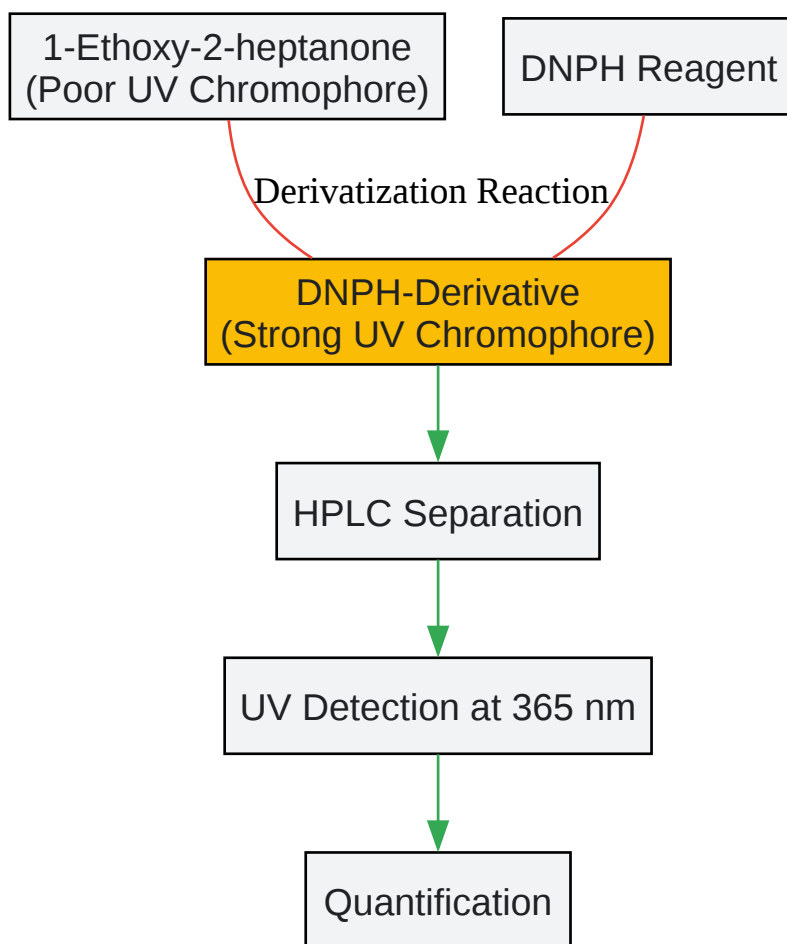 1-Ethoxy-2-heptanone
(Poor UV Chromophore)
DNPH Reagent
Derivatization Reaction
DNPH-Derivative
(Strong UV Chromophore)
HPLC Separation
UV Detection at 365 nm
Quantification